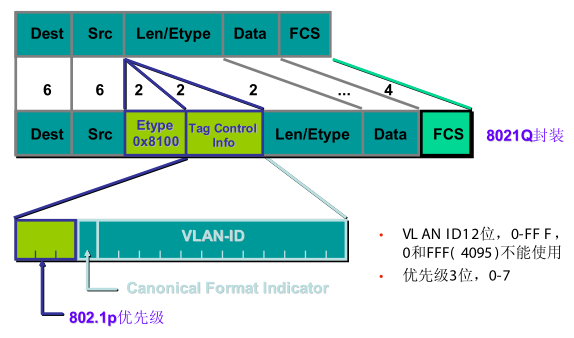 Dest Src Len/Etype Data FCS
6 6 2 2 2 ... 4
Dest Src Etype 0x8100 Tag Control Info Len/Etype Data FCS
8021Q封装
VLAN-ID
Canonical Format Indicator
802.1p优先级
• VLAN ID12位，0-FFF，
0和FFF(4095)不能使用
• 优先级3位，0-7